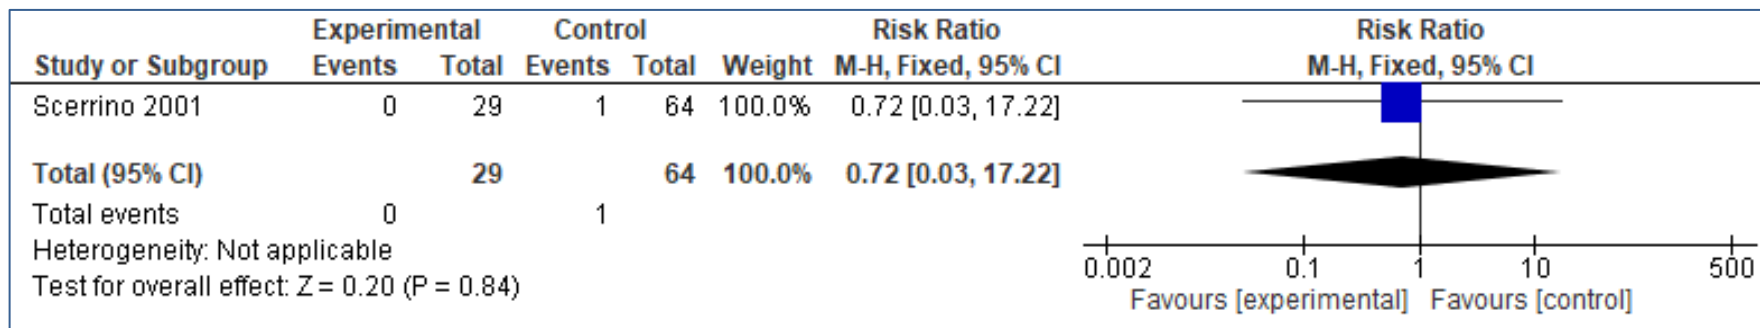 Experimental Control Risk Ratio Risk Ratio
Study or Subgroup Events Total Events Total Weight M-H, Fixed, 95% CI M-H, Fixed, 95% CI
Scerrino 2001 0 29 1 64 100.0% 0.72 [0.03, 17.22]
Total (95% CI) 29 64 100.0% 0.72 [0.03, 17.22]
Total events 0 1
Heterogeneity: Not applicable
Test for overall effect: Z = 0.20 (P = 0.84)
0.002 0.1 1 10 500
Favours [experimental] Favours [control]